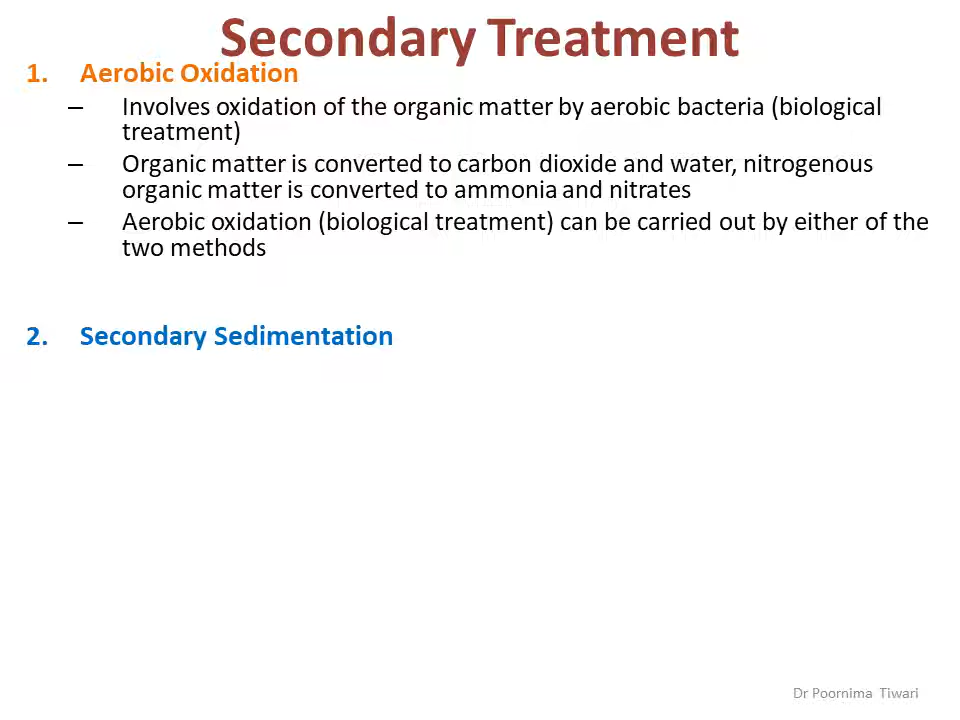 Secondary Treatment
1. Aerobic Oxidation
– Involves oxidation of the organic matter by aerobic bacteria (biological
treatment)
– Organic matter is converted to carbon dioxide and water, nitrogenous
organic matter is converted to ammonia and nitrates
– Aerobic oxidation (biological treatment) can be carried out by either of the
two methods
2. Secondary Sedimentation
Dr Poornima Tiwari